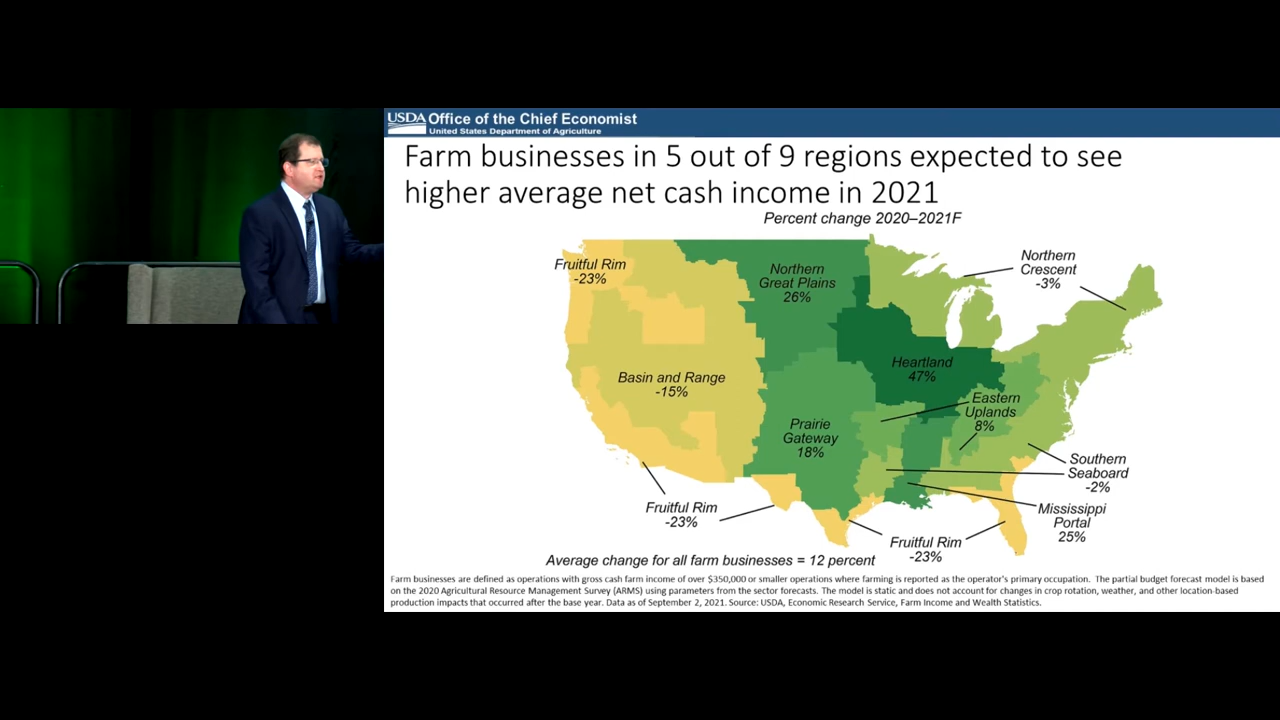 USDA Office of the Chief Economist
United States Department of Agriculture
Farm businesses in 5 out of 9 regions expected to see
higher average net cash income in 2021
Percent change 2020–2021F
Fruitful Rim
-23%
Northern
Great Plains
26%
Northern
Crescent
-3%
Basin and Range
-15%
Heartland
47%
Eastern
Uplands
8%
Prairie
Gateway
18%
Southern
Seaboard
-2%
Fruitful Rim
-23%
Mississippi
Portal
25%
Fruitful Rim
-23%
Average change for all farm businesses = 12 percent
Farm businesses are defined as operations with gross cash farm income of over $350,000 or smaller operations where farming is reported as the operator's primary occupation. The partial budget forecast model is based
on the 2020 Agricultural Resource Management Survey (ARMS) using parameters from the sector forecasts. The model is static and does not account for changes in crop rotation, weather, and other location-based
production impacts that occurred after the base year. Data as of September 2, 2021. Source: USDA, Economic Research Service, Farm Income and Wealth Statistics.